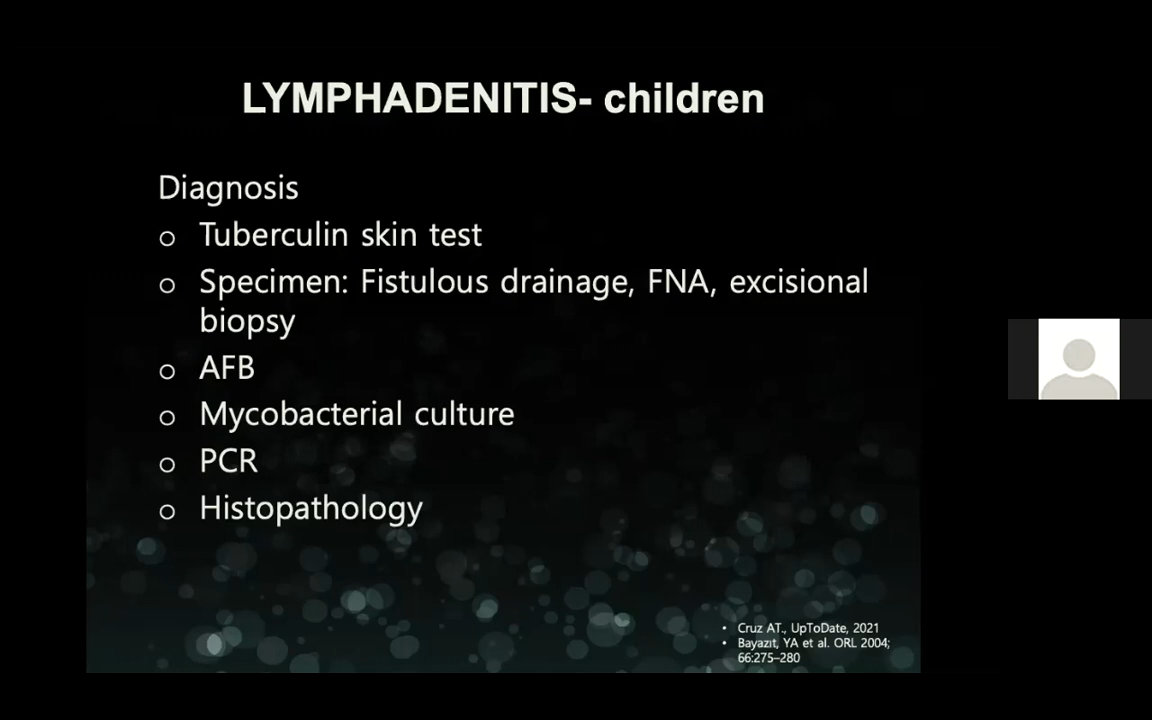 LYMPHADENITIS- children
Diagnosis
o Tuberculin skin test
o Specimen: Fistulous drainage, FNA, excisional
biopsy
o AFB
o Mycobacterial culture
o PCR
o Histopathology
• Cruz AT., UpToDate, 2021
• Bayazıt, YA et al. ORL 2004;
66:275–280